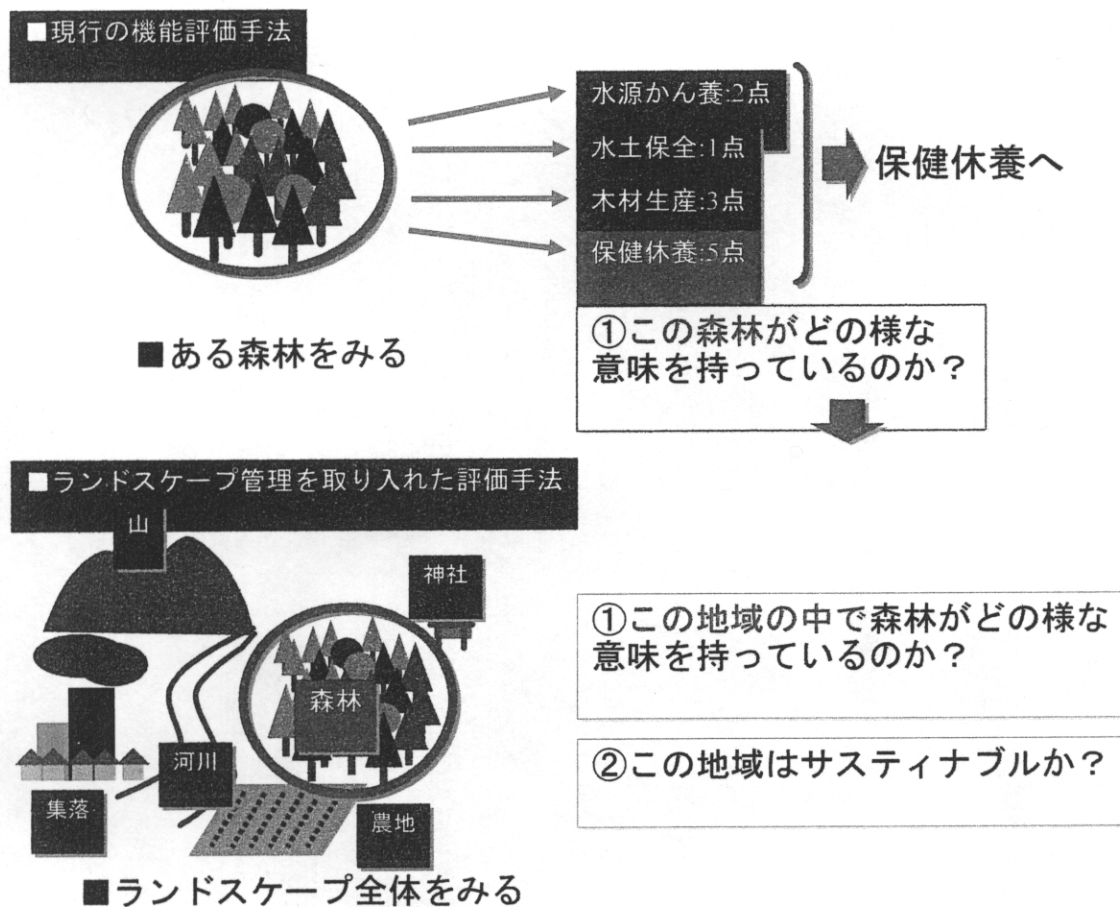 ■現行の機能評価手法
水源かん養:2点
水土保全:1点
木材生産:3点
保健休養:5点
保健休養へ
■ある森林をみる
①この森林がどの様な
意味を持っているのか？
■ランドスケープ管理を取り入れた評価手法
山
神社
森林
河川
集落
農地
■ランドスケープ全体をみる
①この地域の中で森林がどの様な
意味を持っているのか？
②この地域はサスティナブルか？